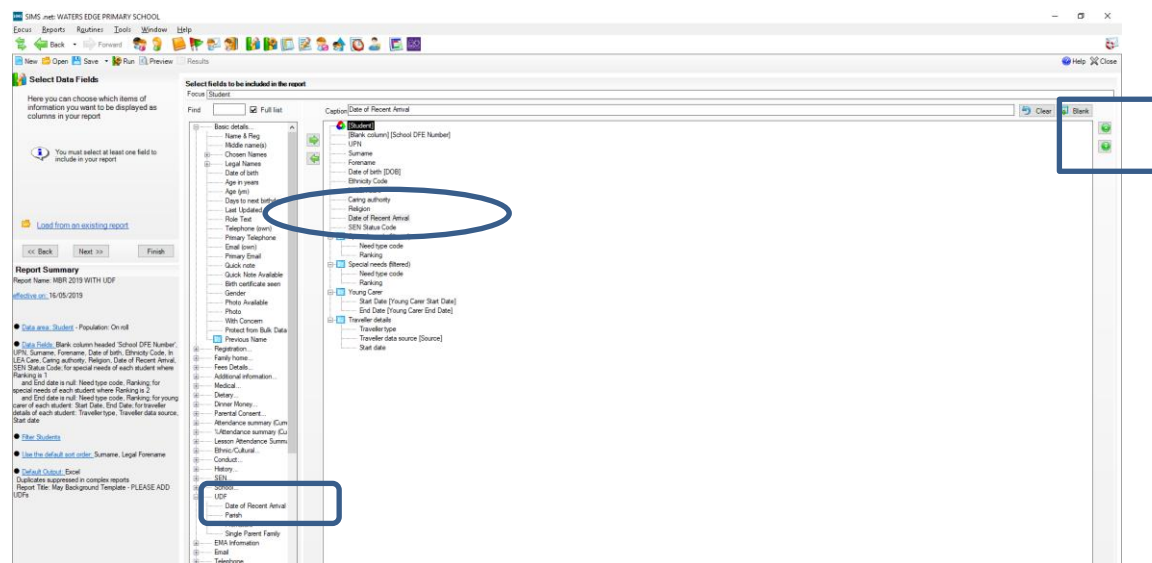 SIMS .net: WATERS EDGE PRIMARY SCHOOL
Focus Reports Routines Tools Window Help
Back Forward
New Open Save Run Preview Results Help Close
Select Data Fields
Here you can choose which items of
information you want to be displayed as
columns in your report
You must select at least one field to
include in your report
Load from an existing report
<< Back Next >> Finish
Report Summary
Report Name: MBR 2019 WITH UDF
effective on: 16/05/2019
Data area: Student - Population: On roll
Data Fields: Blank column headed 'School DFE Number',
UPN, Surname, Forename, Date of birth, Ethnicity Code, In
LEA Care, Caring authority, Religion, Date of Recent Arrival,
SEN Status Code; for special needs of each student where
Ranking is 1
and End date is null: Need type code, Ranking; for
special needs of each student where Ranking is 2
and End date is null: Need type code, Ranking; for young
carer of each student: Start Date, End Date; for traveller
details of each student: Traveller type, Traveller data source,
Start date
Filter Students
Use the default sort order: Surname, Legal Forename
Default Output: Excel
Duplicates suppressed in complex reports
Report Title: May Background Template - PLEASE ADD
UDFs
Select fields to be included in the report
Focus Student
Find Full list
Basic details...
Name & Reg
Middle name(s)
Chosen Names
Legal Names
Date of birth
Age in years
Age (ym)
Days to next birthday
Last Updated
Role Text
Telephone (own)
Primary Telephone
Email (own)
Primary Email
Quick note
Quick Note Available
Birth certificate seen
Gender
Photo Available
Photo
With Concern
Protect from Bulk Data
Previous Name
Registration...
Family home...
Fees Details...
Additional information...
Medical...
Dietary...
Dinner Money...
Parental Consent...
Attendance summary (Curr
%Attendance summary (Cu
Lesson Attendance Summ
Ethnic/Cultural...
Conduct...
History...
SEN...
School...
UDF
Date of Recent Arrival
Parish
Single Parent Family
EMA Information
Email
Telephone
Caption Date of Recent Arrival Clear Blank
[Student]
[Blank column] [School DFE Number]
UPN
Surname
Forename
Date of birth [DOB]
Ethnicity Code
Caring authority
Religion
Date of Recent Arrival
SEN Status Code
Need type code
Ranking
Special needs (filtered)
Need type code
Ranking
Young Carer
Start Date [Young Carer Start Date]
End Date [Young Carer End Date]
Traveller details
Traveller type
Traveller data source [Source]
Start date